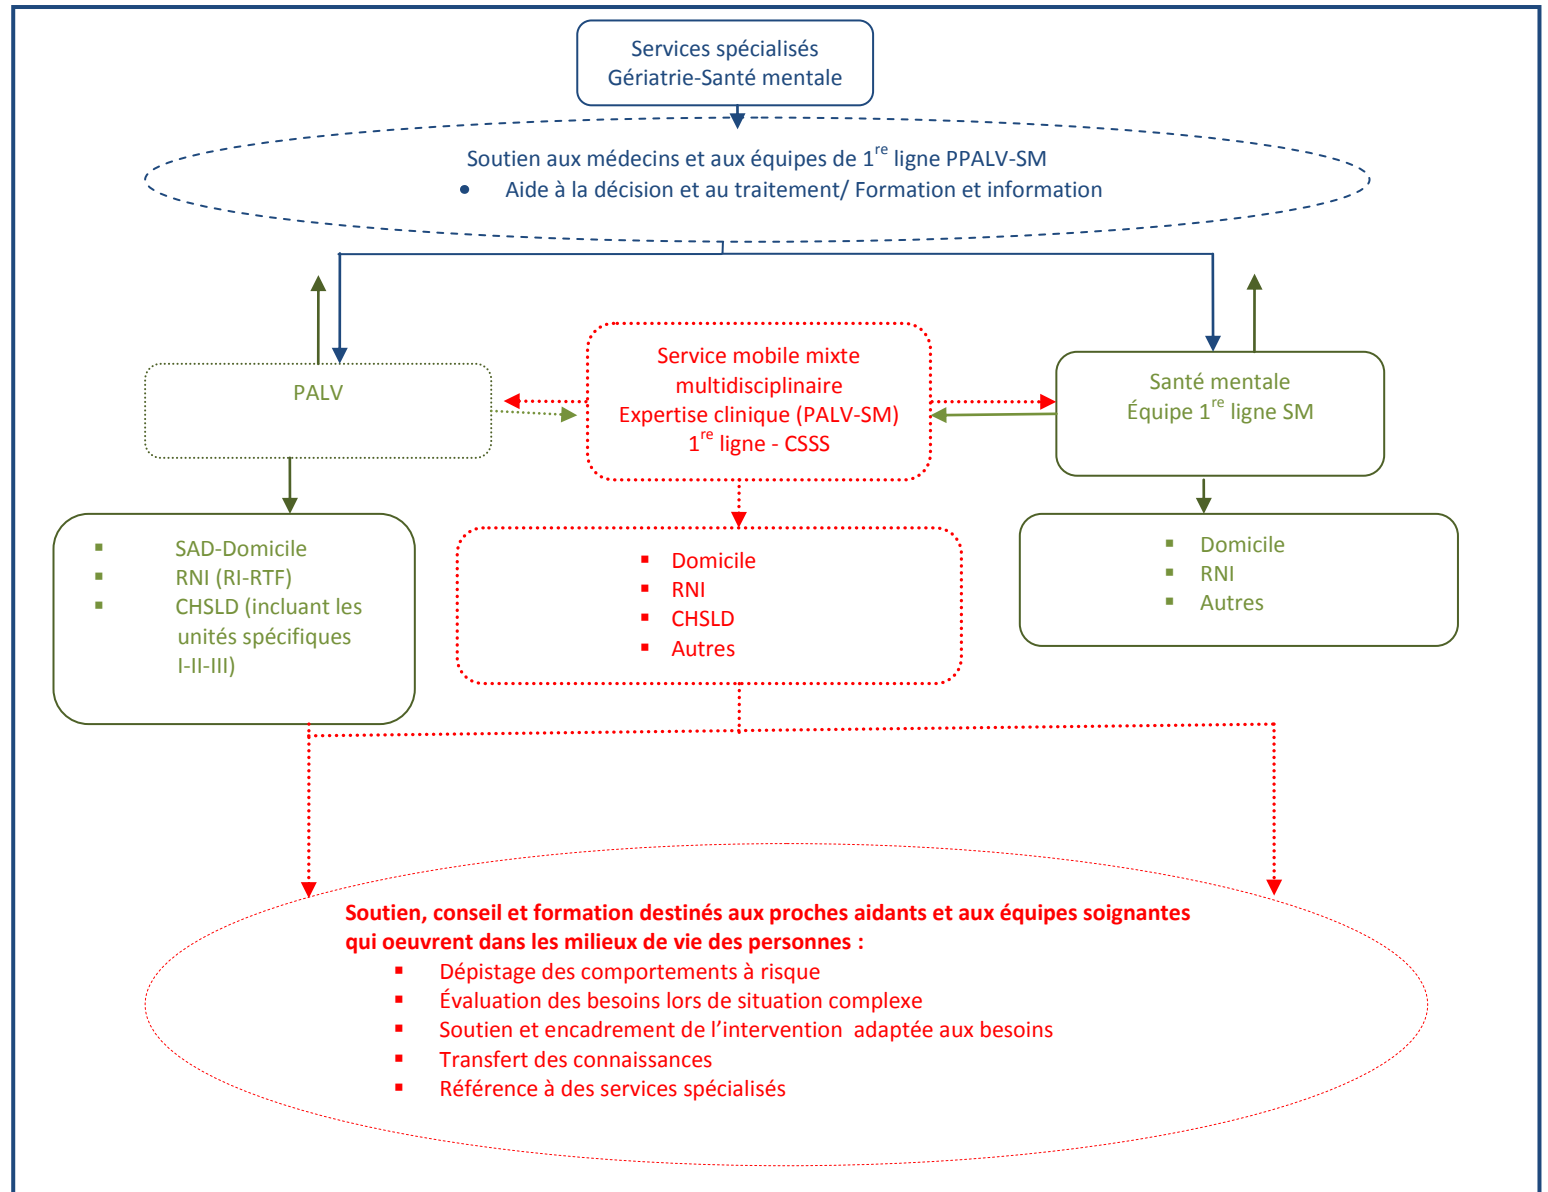 Services spécialisés
Gériatrie-Santé mentale
Soutien aux médecins et aux équipes de 1re ligne PPALV-SM
• Aide à la décision et au traitement/ Formation et information
PALV
Service mobile mixte
multidisciplinaire
Expertise clinique (PALV-SM)
1re ligne - CSSS
Santé mentale
Équipe 1re ligne SM
▪ SAD-Domicile
▪ RNI (RI-RTF)
▪ CHSLD (incluant les
unités spécifiques
I-II-III)
▪ Domicile
▪ RNI
▪ CHSLD
▪ Autres
▪ Domicile
▪ RNI
▪ Autres
Soutien, conseil et formation destinés aux proches aidants et aux équipes soignantes
qui oeuvrent dans les milieux de vie des personnes :
▪ Dépistage des comportements à risque
▪ Évaluation des besoins lors de situation complexe
▪ Soutien et encadrement de l’intervention adaptée aux besoins
▪ Transfert des connaissances
▪ Référence à des services spécialisés